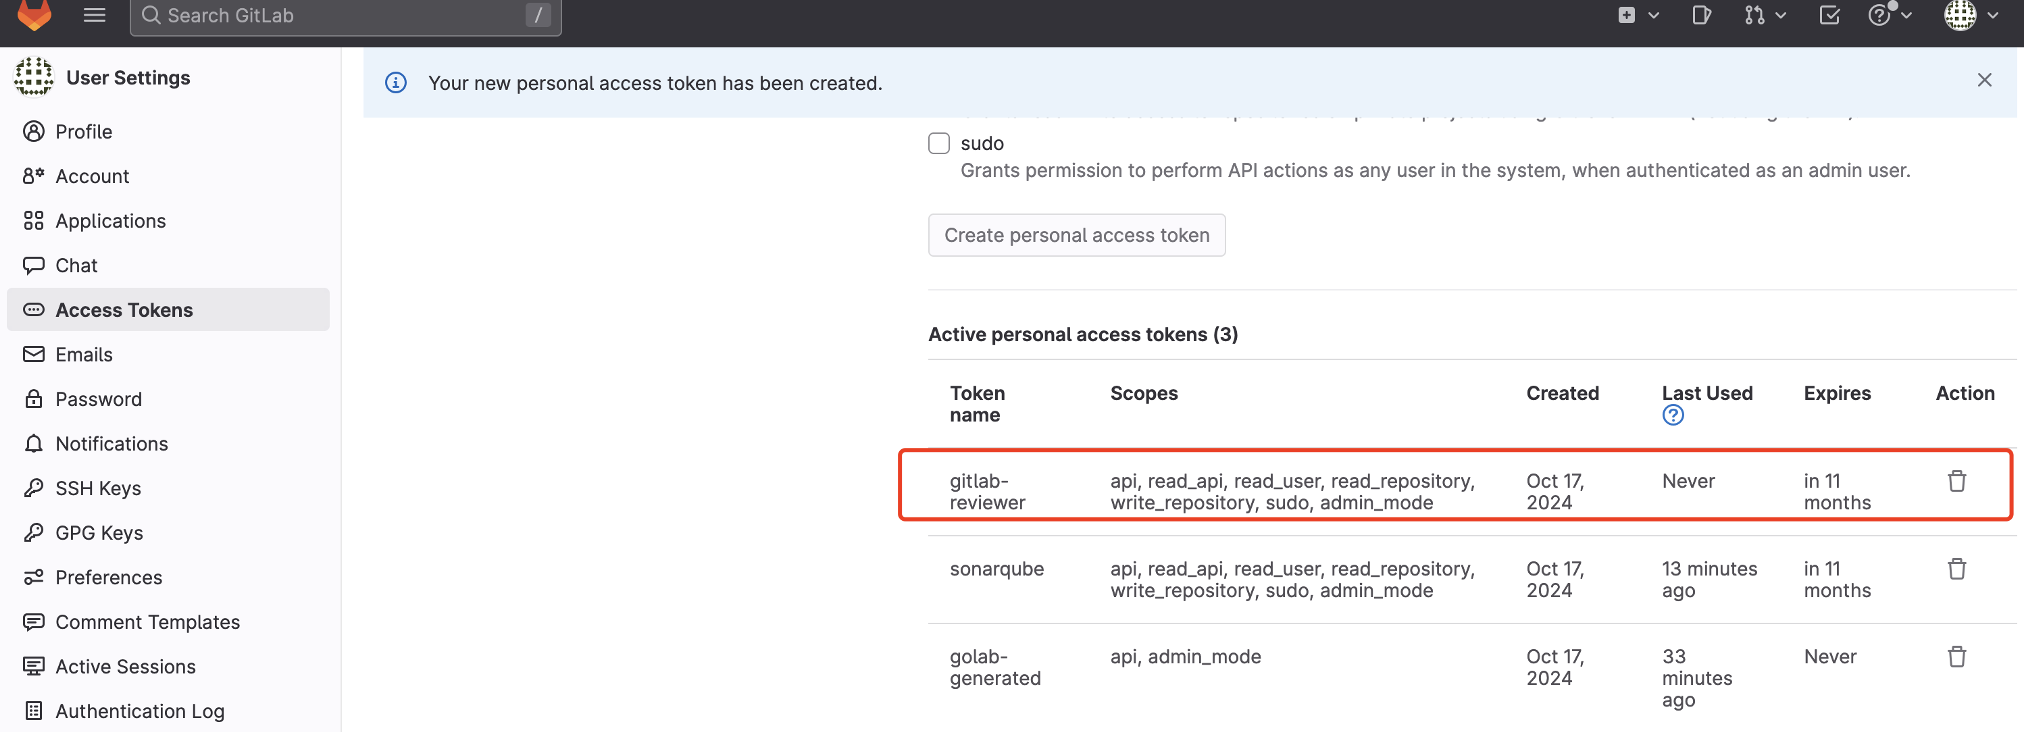 Search GitLab /
User Settings
Your new personal access token has been created.
Profile
Account
Applications
Chat
Access Tokens
Emails
Password
Notifications
SSH Keys
GPG Keys
Preferences
Comment Templates
Active Sessions
Authentication Log
sudo
Grants permission to perform API actions as any user in the system, when authenticated as an admin user.
Create personal access token
Active personal access tokens (3)
Token name Scopes Created Last Used Expires Action
gitlab- api, read_api, read_user, read_repository, Oct 17, Never in 11
reviewer write_repository, sudo, admin_mode 2024 months
sonarqube api, read_api, read_user, read_repository, Oct 17, 13 minutes in 11
write_repository, sudo, admin_mode 2024 ago months
golab- api, admin_mode Oct 17, 33 Never
generated 2024 minutes
ago